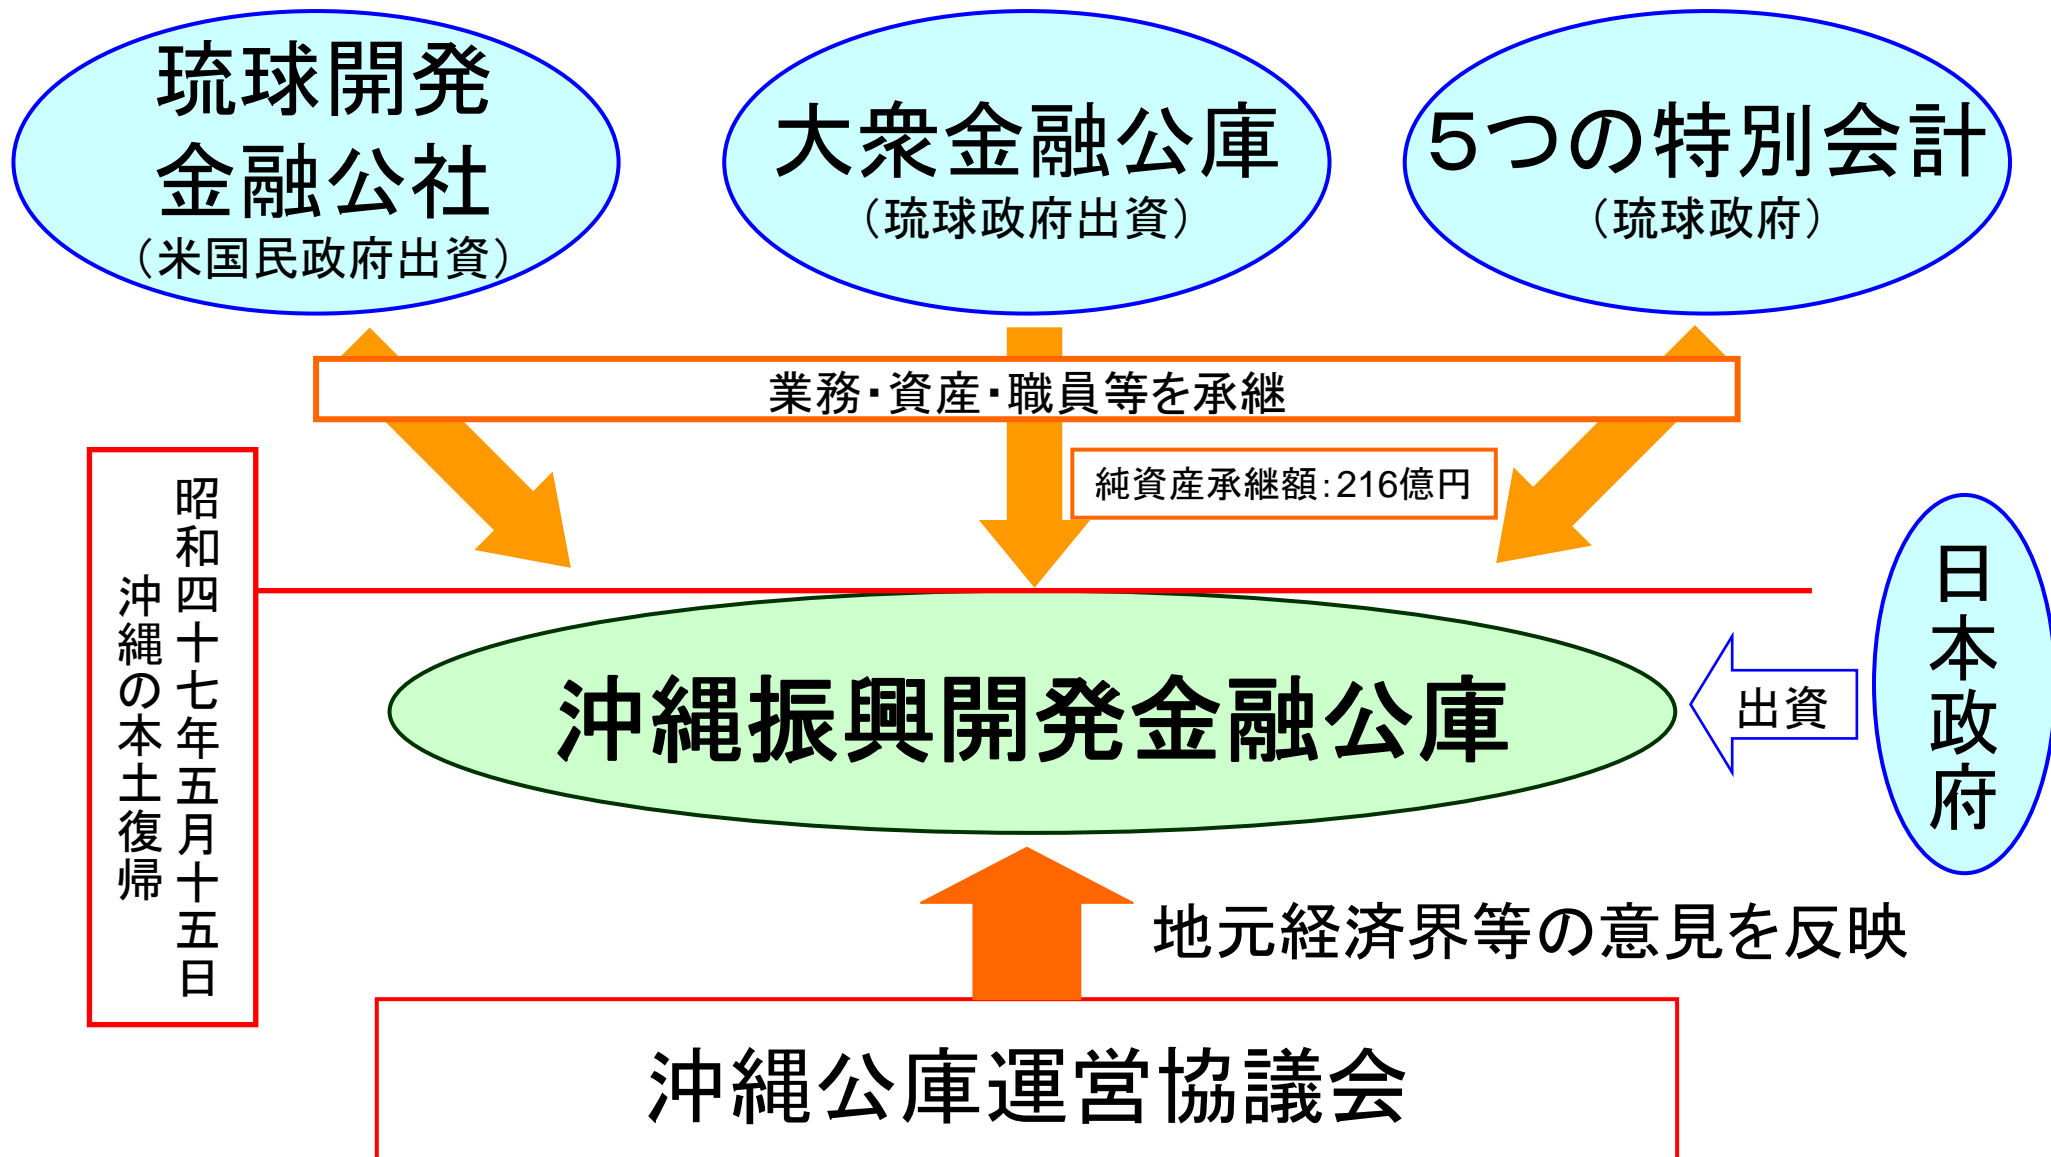 琉球開発
金融公社
（米国民政府出資）
大衆金融公庫
（琉球政府出資）
５つの特別会計
（琉球政府）
業務・資産・職員等を承継
純資産承継額：216億円
昭和四十七年五月十五日
沖縄の本土復帰
沖縄振興開発金融公庫
出資
日本政府
地元経済界等の意見を反映
沖縄公庫運営協議会